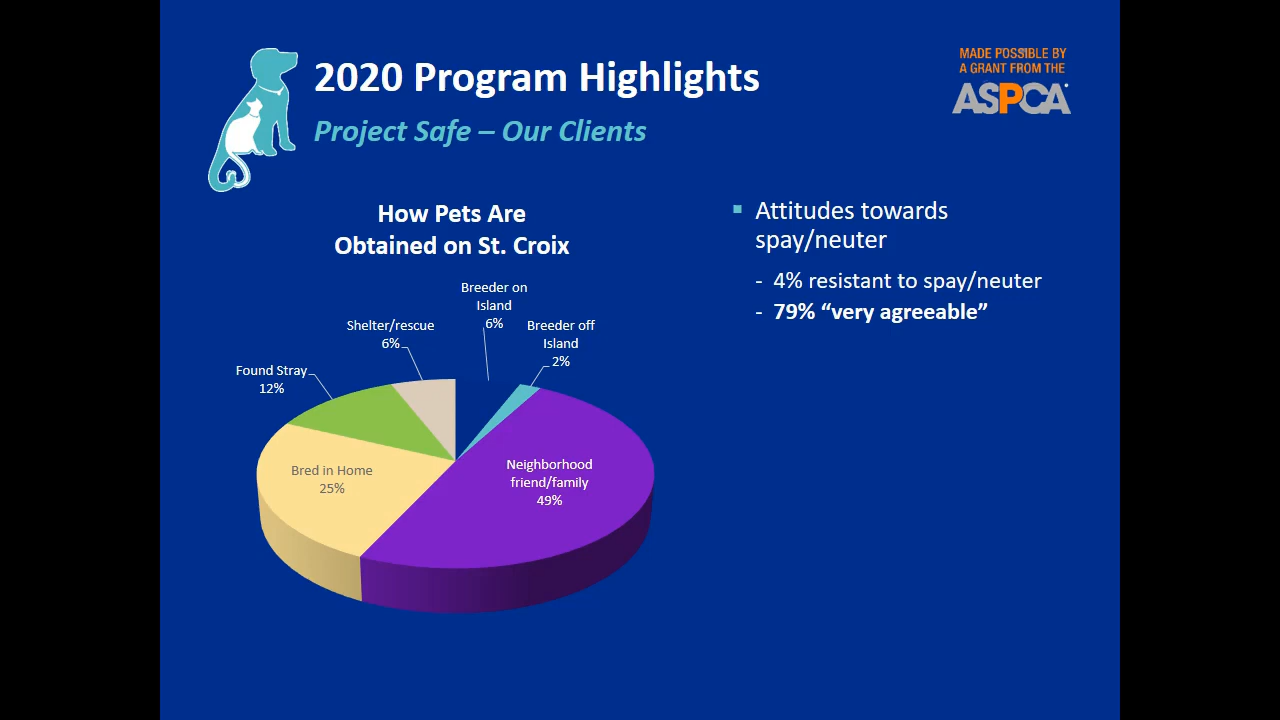 2020 Program Highlights
Project Safe – Our Clients
MADE POSSIBLE BY
A GRANT FROM THE
ASPCA®
How Pets Are
Obtained on St. Croix
Breeder on
Island
6%
Breeder off
Island
2%
Shelter/rescue
6%
Found Stray
12%
Bred in Home
25%
Neighborhood
friend/family
49%
▪ Attitudes towards
spay/neuter
- 4% resistant to spay/neuter
- 79% “very agreeable”